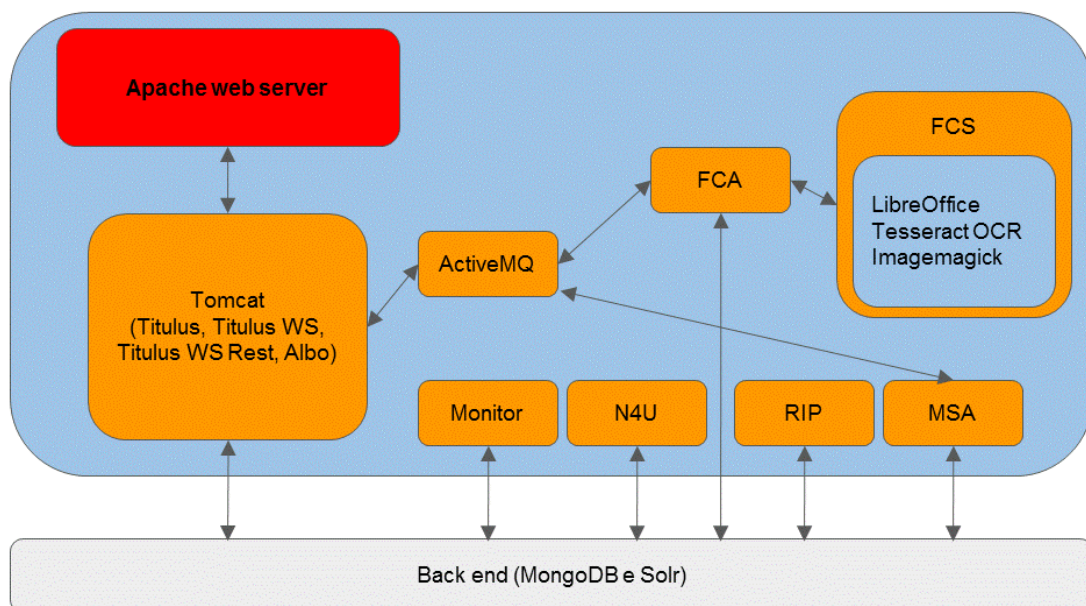 Apache web server
FCS
FCA
LibreOffice
Tesseract OCR
Imagemagick
ActiveMQ
Tomcat
(Titulus, Titulus WS,
Titulus WS Rest, Albo)
Monitor
N4U
RIP
MSA
Back end (MongoDB e Solr)